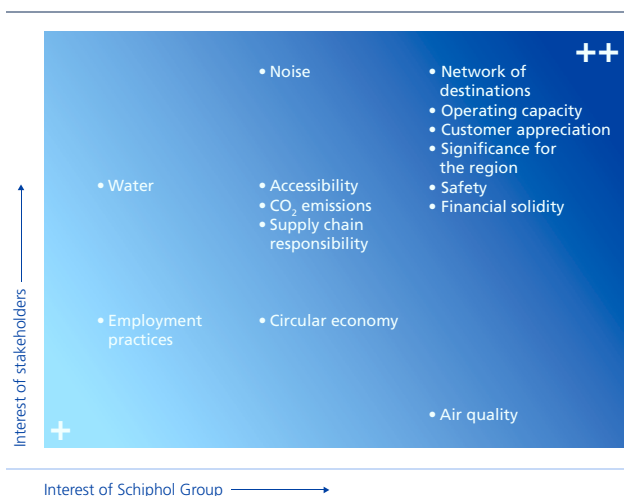 ++
• Noise
• Network of
destinations
• Operating capacity
• Customer appreciation
• Significance for
the region
• Safety
• Financial solidity
• Water
• Accessibility
• CO₂ emissions
• Supply chain
responsibility
• Employment
practices
• Circular economy
• Air quality
+
Interest of stakeholders
Interest of Schiphol Group